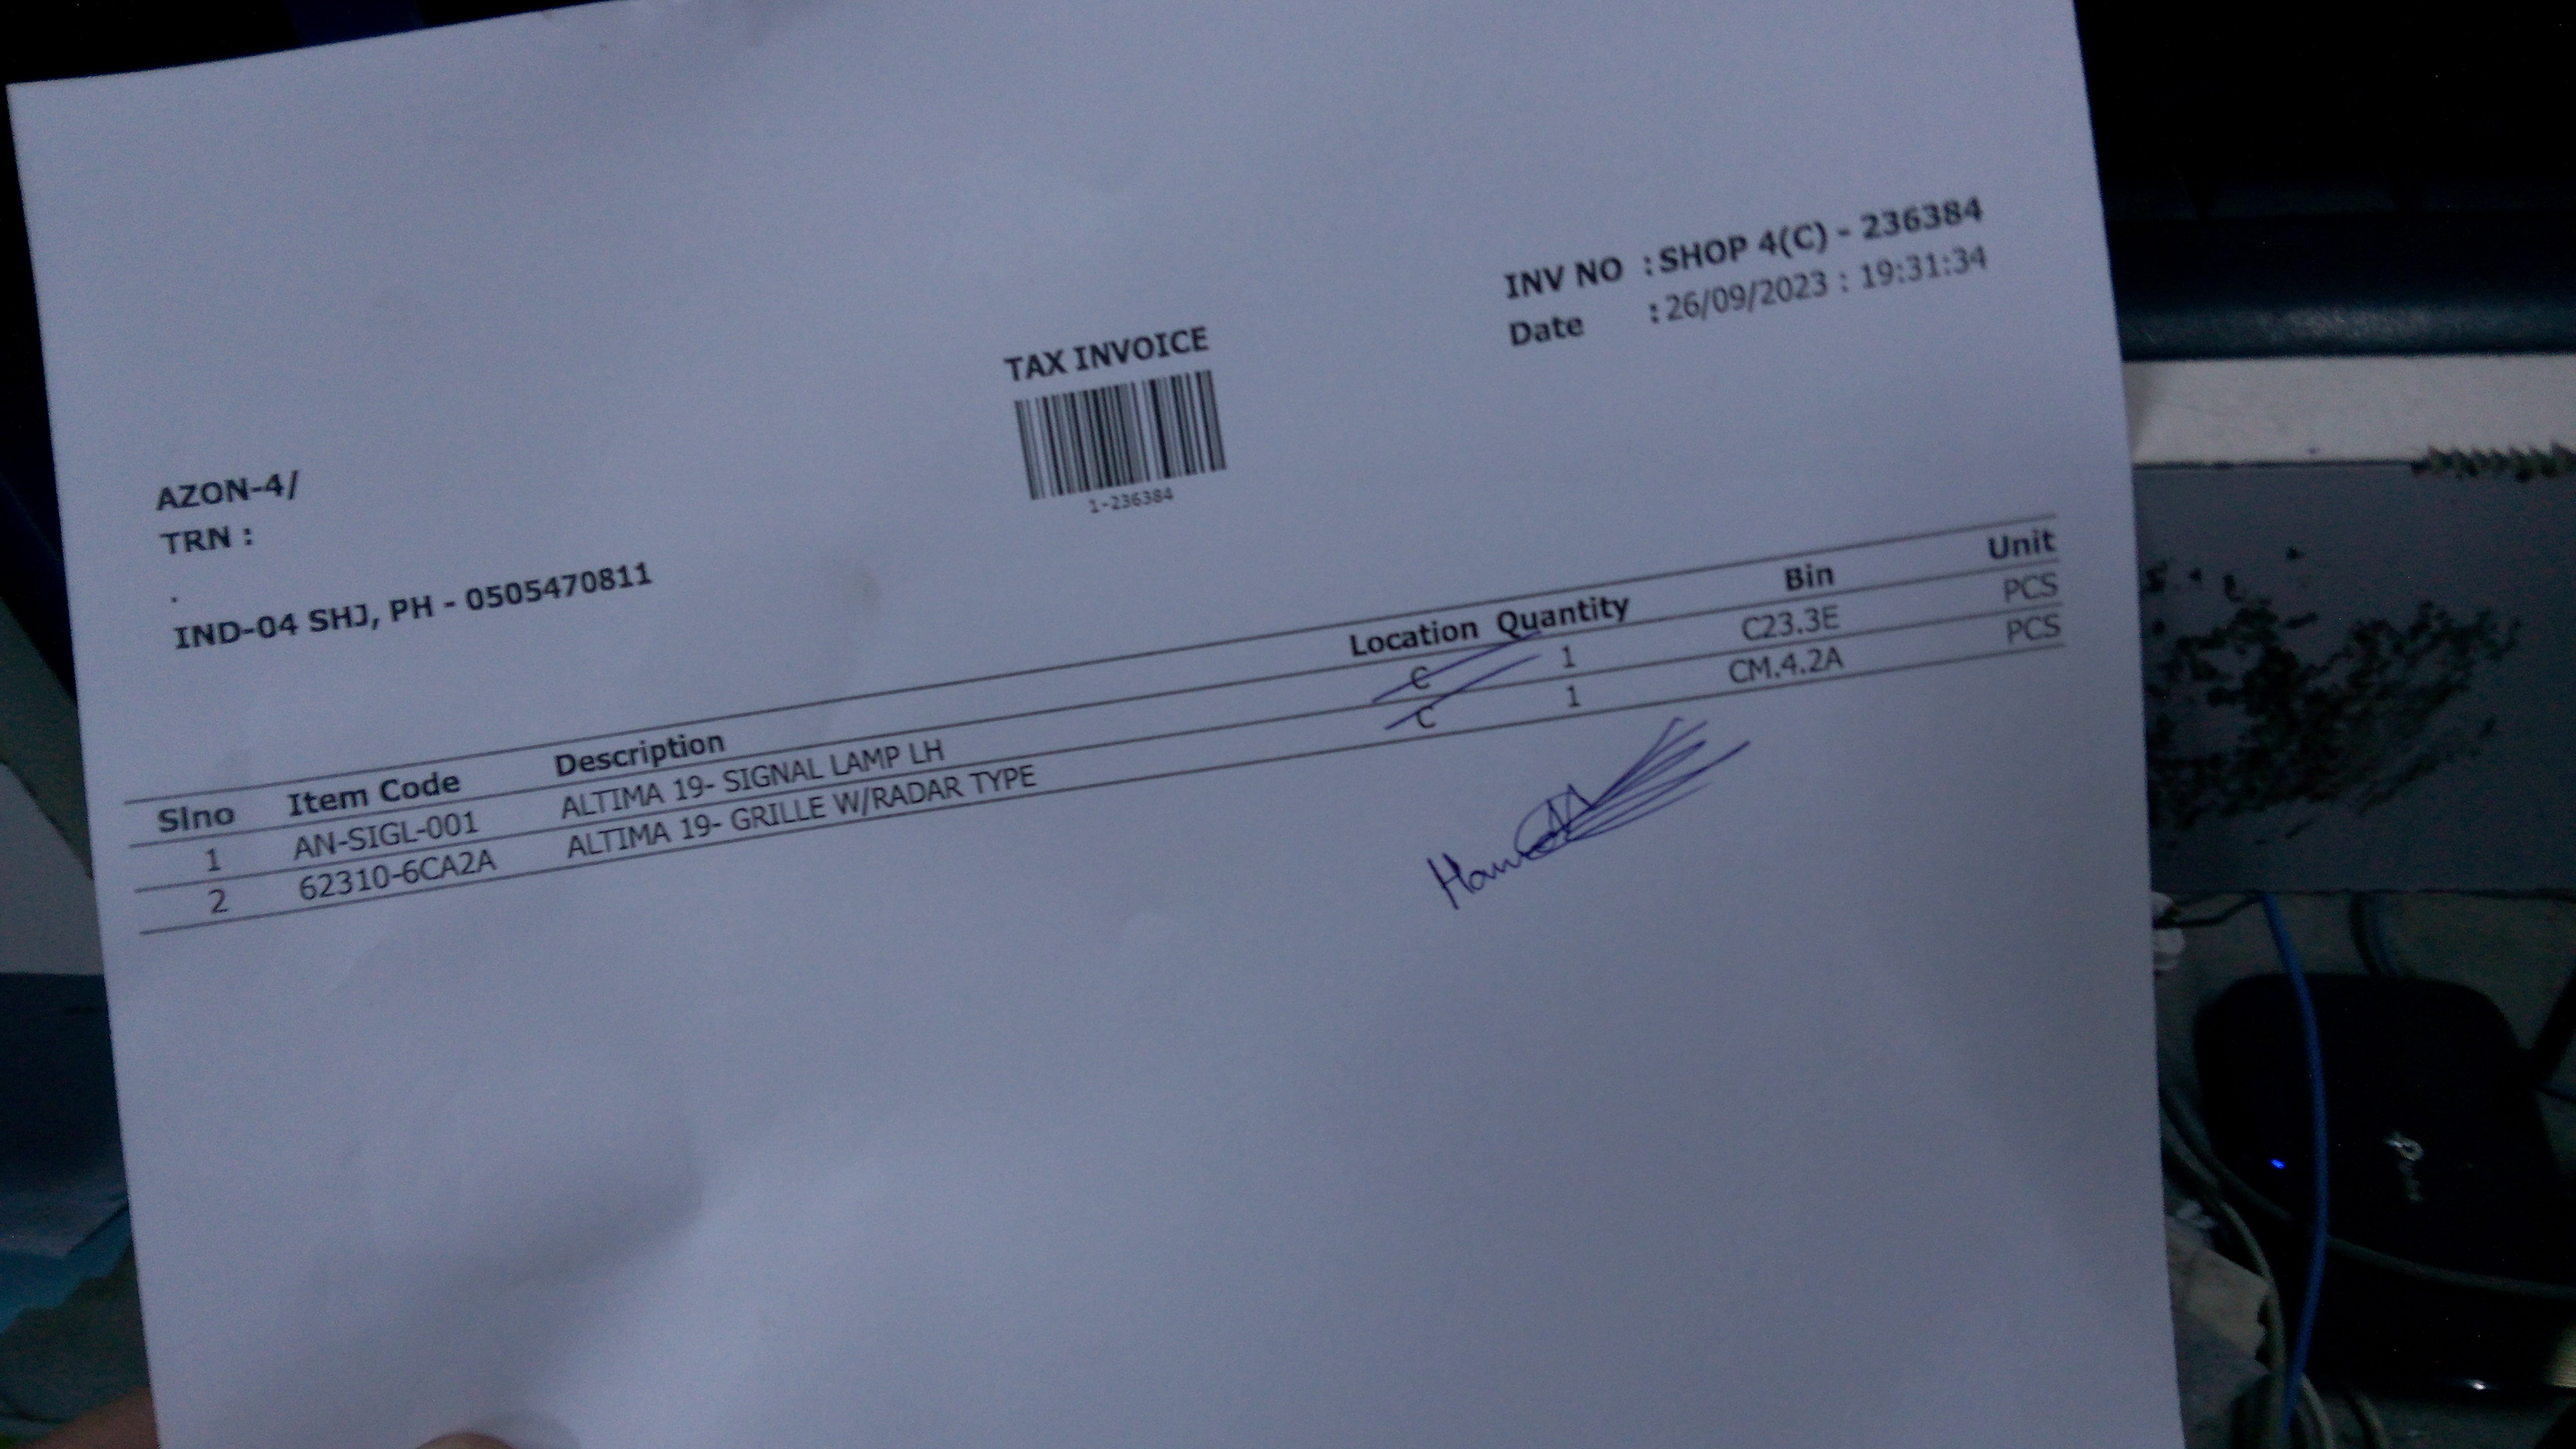 INV NO : SHOP 4(C) - 236384
Date : 26/09/2023 : 19:31:34
TAX INVOICE
1-236384
AZON-4/
TRN :
.
IND-04 SHJ, PH - 0505470811
Slno Item Code Description Location Quantity Bin Unit
1 AN-SIGL-001 ALTIMA 19- SIGNAL LAMP LH C 1 C23.3E PCS
2 62310-6CA2A ALTIMA 19- GRILLE W/RADAR TYPE C 1 CM.4.2A PCS